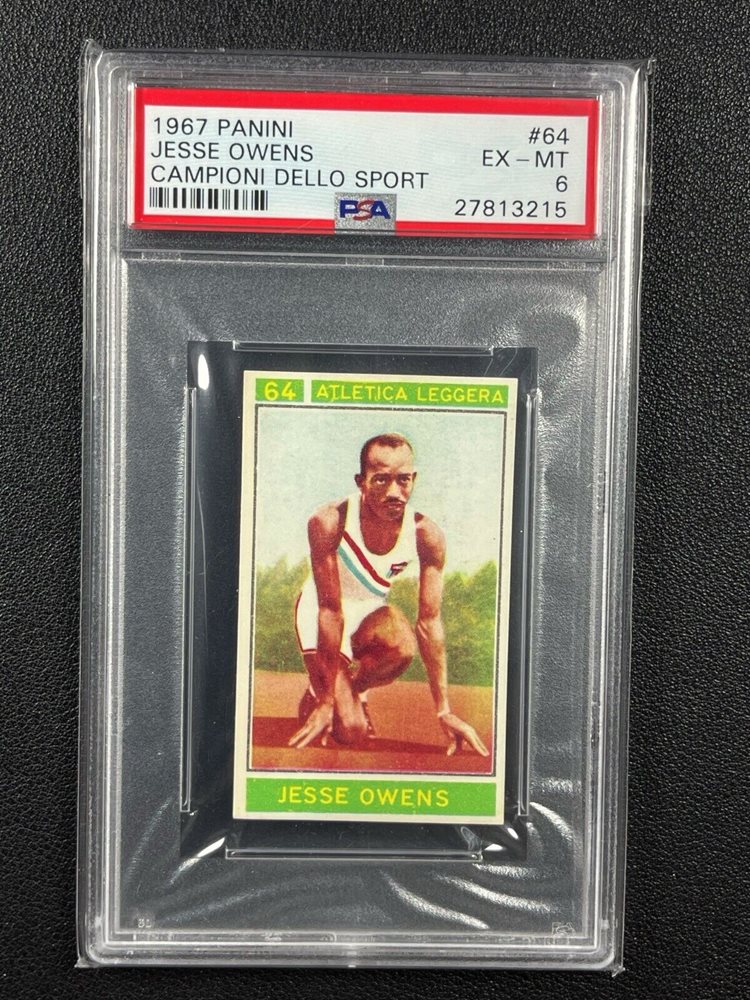 1967 PANINI #64
JESSE OWENS EX – MT
CAMPIONI DELLO SPORT 6
PSA 27813215
64 ATLETICA LEGGERA
JESSE OWENS